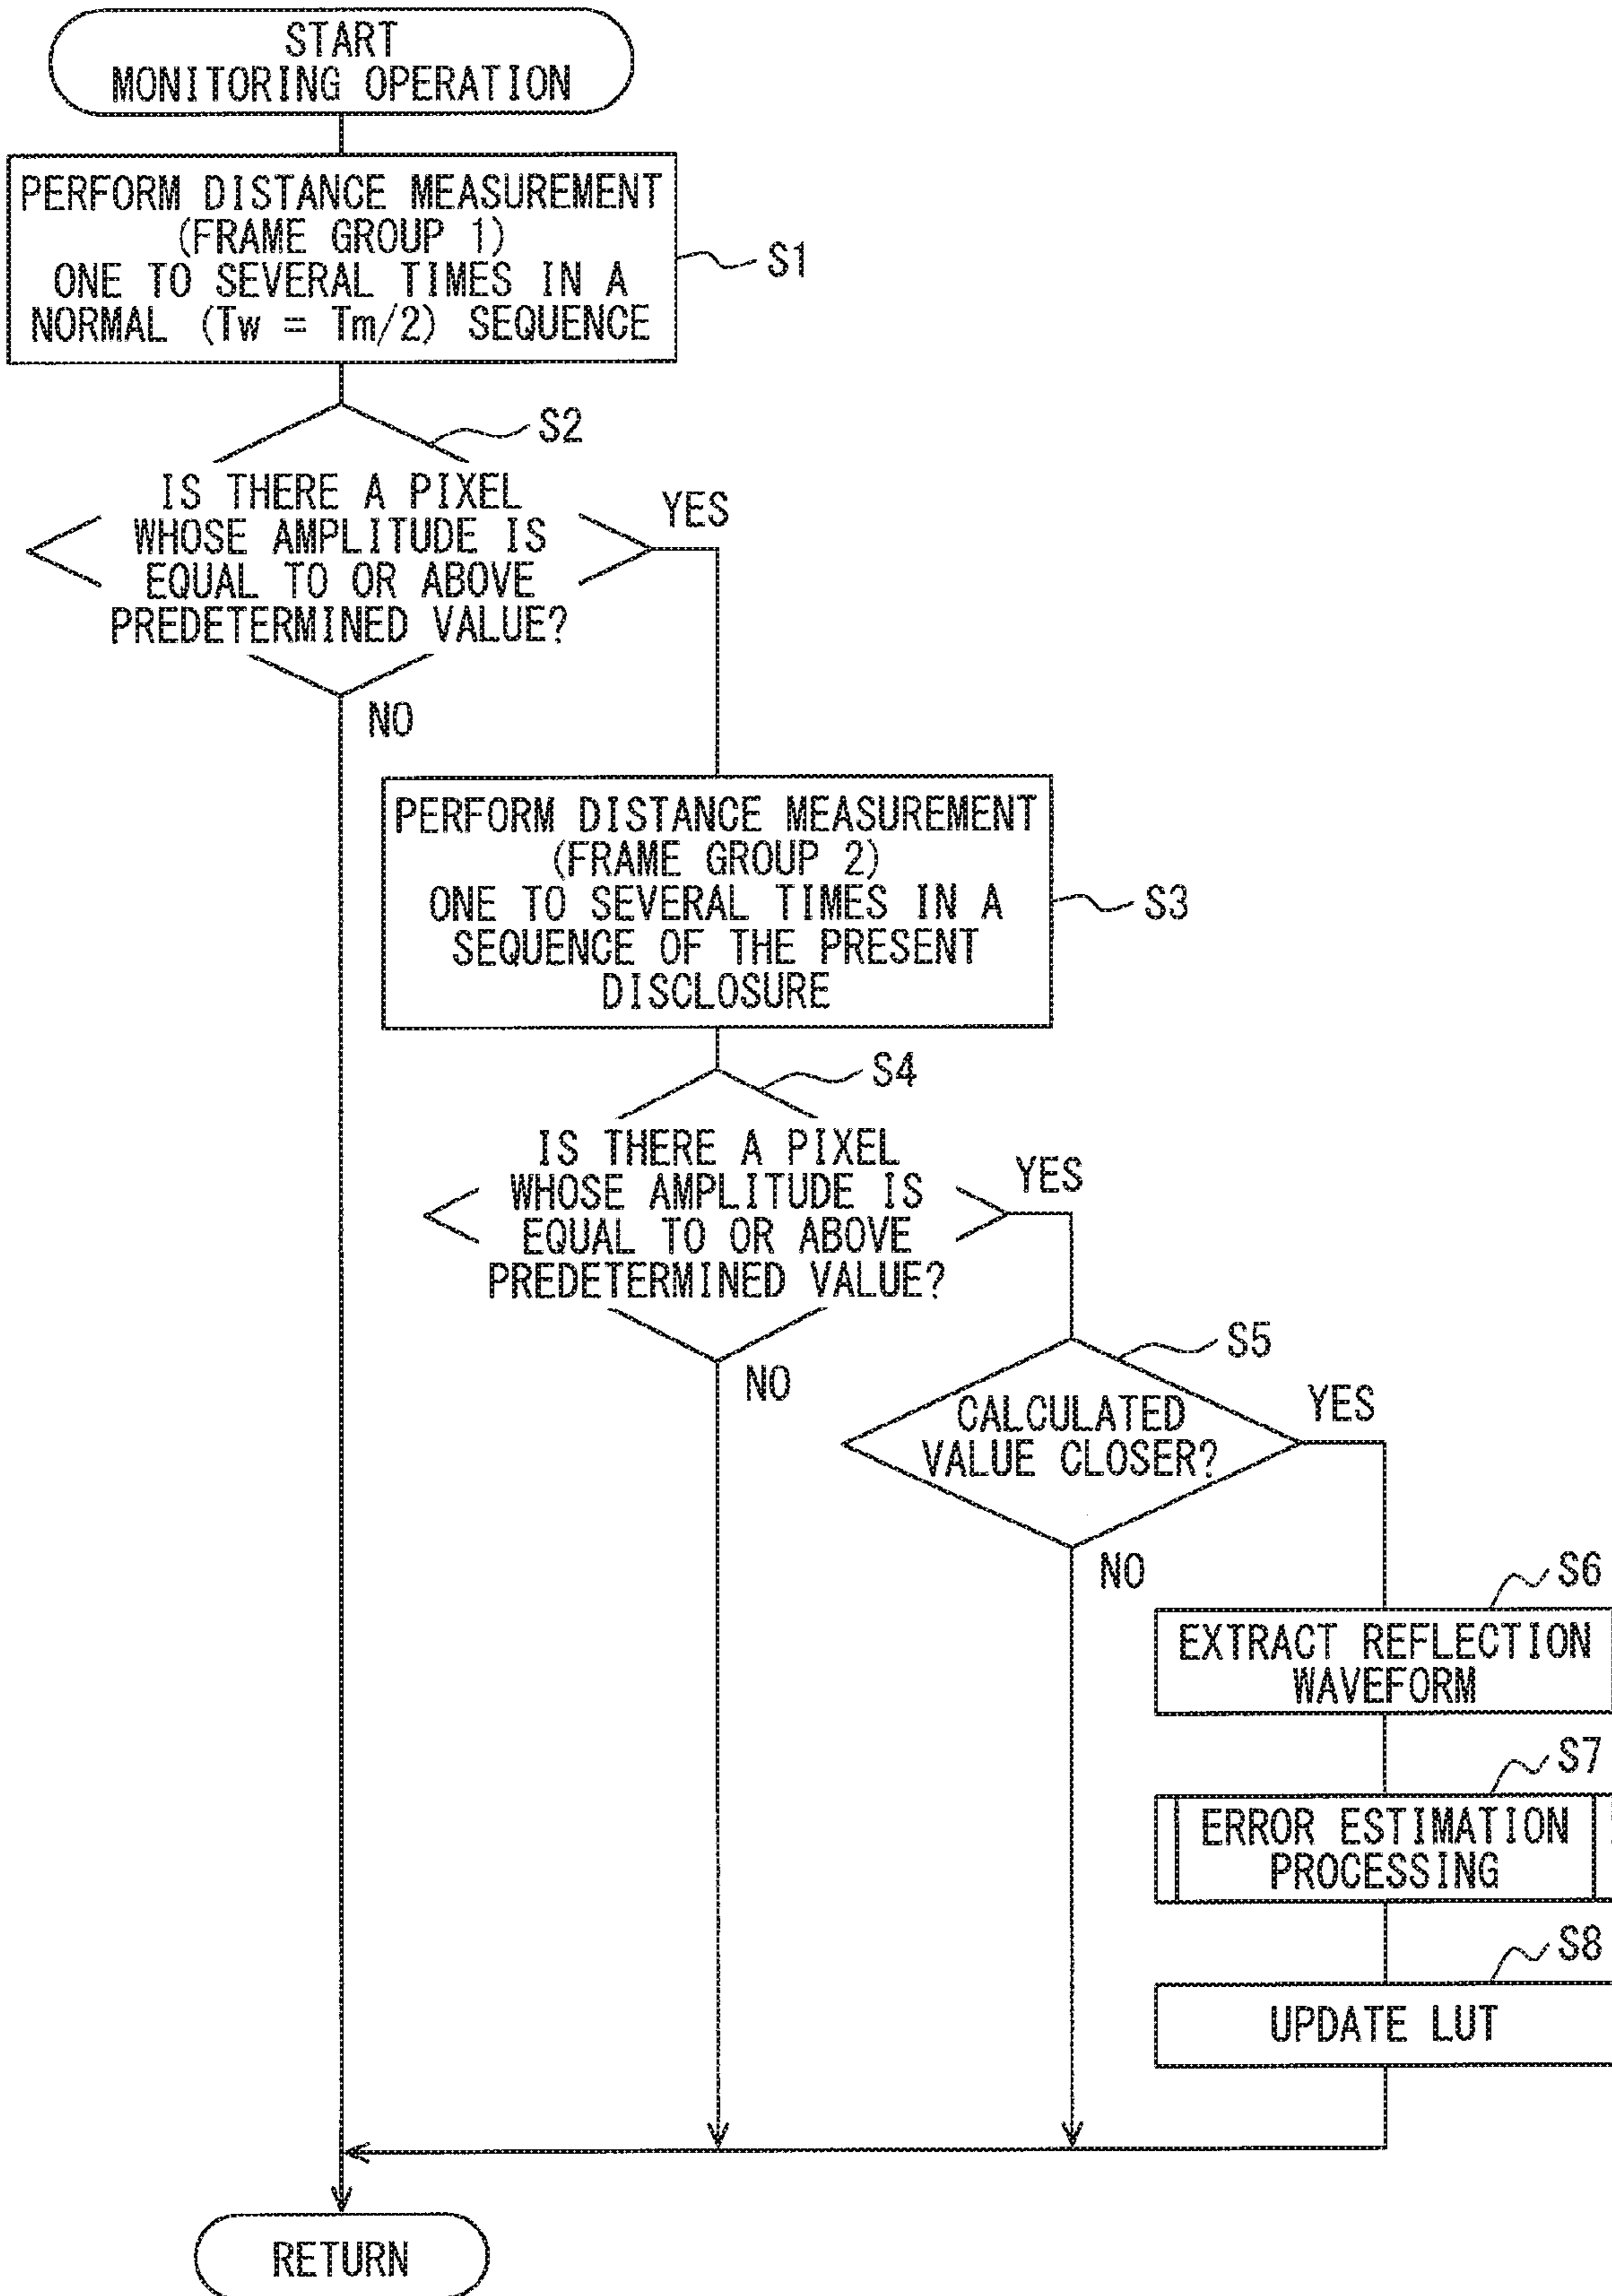 START
MONITORING OPERATION
PERFORM DISTANCE MEASUREMENT
(FRAME GROUP 1)
ONE TO SEVERAL TIMES IN A
NORMAL (Tw = Tm/2) SEQUENCE
S1
S2
IS THERE A PIXEL
WHOSE AMPLITUDE IS
EQUAL TO OR ABOVE
PREDETERMINED VALUE?
YES
NO
PERFORM DISTANCE MEASUREMENT
(FRAME GROUP 2)
ONE TO SEVERAL TIMES IN A
SEQUENCE OF THE PRESENT
DISCLOSURE
S3
S4
IS THERE A PIXEL
WHOSE AMPLITUDE IS
EQUAL TO OR ABOVE
PREDETERMINED VALUE?
YES
NO
S5
CALCULATED
VALUE CLOSER?
YES
NO
S6
EXTRACT REFLECTION
WAVEFORM
S7
ERROR ESTIMATION
PROCESSING
S8
UPDATE LUT
RETURN